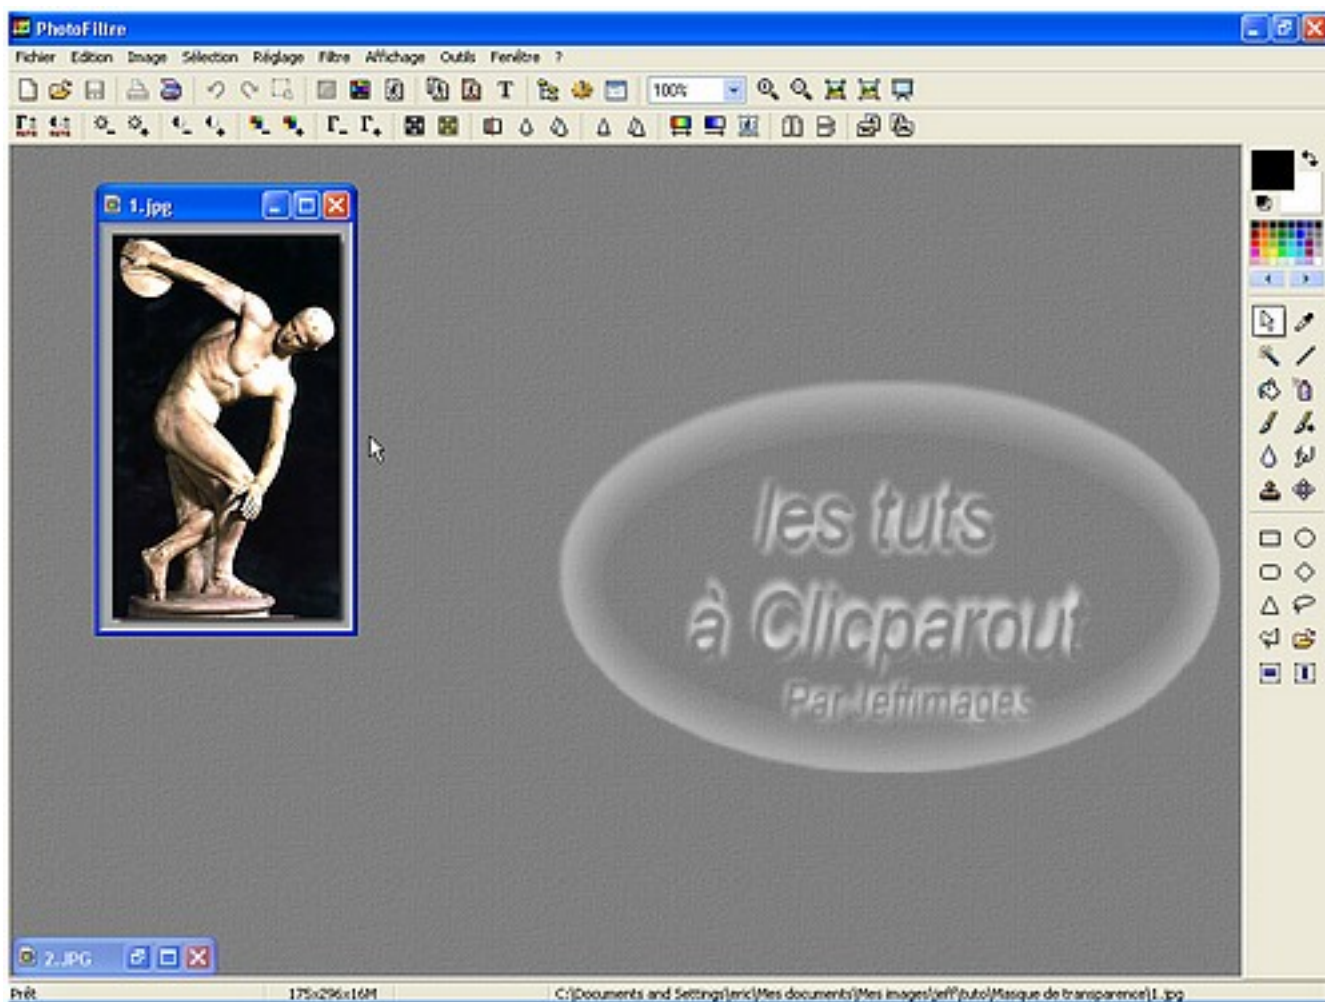 PhotoFiltre
Fichier Edition Image Sélection Réglage Filtre Affichage Outils Fenêtre ?
100%
1.jpg
les tuts
à Clicparout
Par Jeffimages
2.JPG
Prêt 175x296x16M C:\Documents and Settings\eric\Mes documents\Mes images\jeff\tuto\Masque de transparence\1.jpg